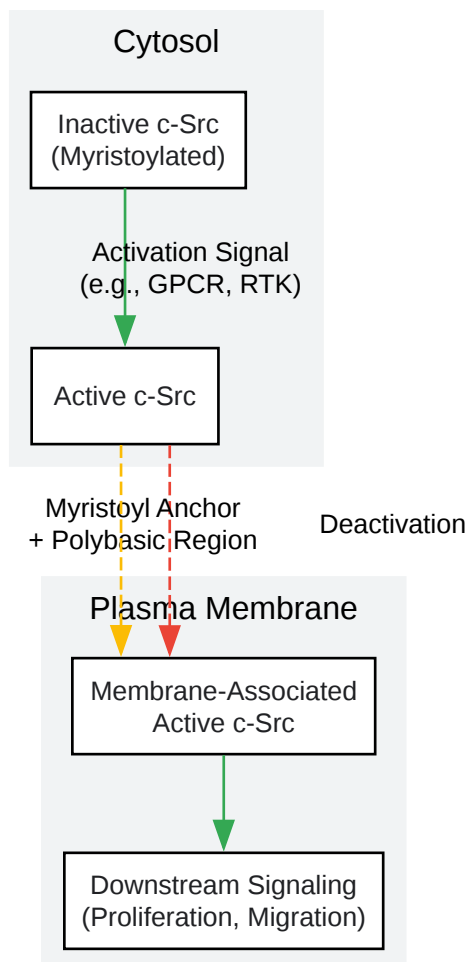 Cytosol
Inactive c-Src
(Myristoylated)
Activation Signal
(e.g., GPCR, RTK)
Active c-Src
Myristoyl Anchor
+ Polybasic Region
Deactivation
Plasma Membrane
Membrane-Associated
Active c-Src
Downstream Signaling
(Proliferation, Migration)